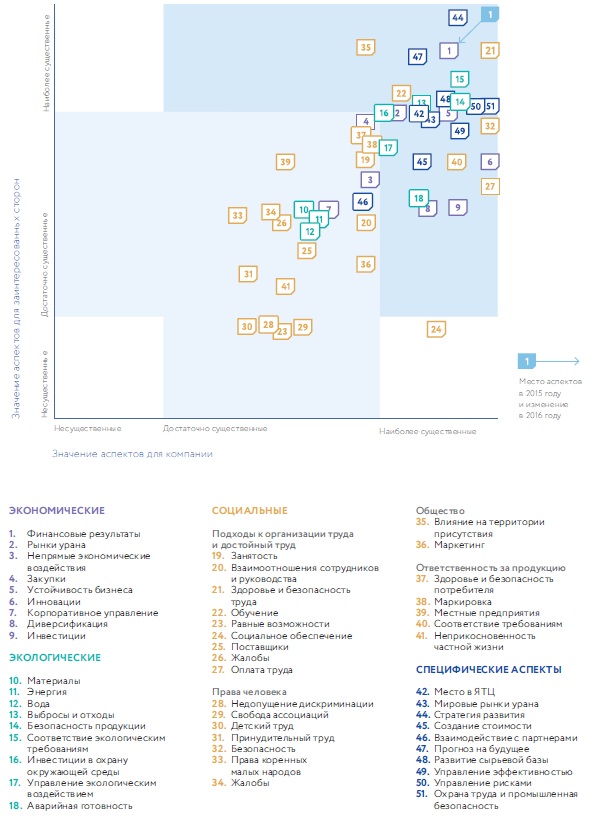 44
1
35
47
1
21
15
22
13
48
14
50
51
16
2
42
43
5
4
49
32
37
38
17
39
19
45
40
6
3
27
46
18
8
9
33
34
26
10
7
11
12
20
25
36
31
41
30
28
23
29
24
Наиболее существенные
Достаточно существенные
Несущественные
Значение аспектов для заинтересованных сторон
Несущественные
Достаточно существенные
Наиболее существенные
Значение аспектов для компании
1
Место аспектов
в 2015 году
и изменение
в 2016 году
ЭКОНОМИЧЕСКИЕ
1. Финансовые результаты
2. Рынки урана
3. Непрямые экономические
воздействия
4. Закупки
5. Устойчивость бизнеса
6. Инновации
7. Корпоративное управление
8. Диверсификация
9. Инвестиции
ЭКОЛОГИЧЕСКИЕ
10. Материалы
11. Энергия
12. Вода
13. Выбросы и отходы
14. Безопасность продукции
15. Соответствие экологическим
требованиям
16. Инвестиции в охрану
окружающей среды
17. Управление экологическим
воздействием
18. Аварийная готовность
СОЦИАЛЬНЫЕ
Подходы к организации труда
и достойный труд
19. Занятость
20. Взаимоотношения сотрудников
и руководства
21. Здоровье и безопасность
труда
22. Обучение
23. Равные возможности
24. Социальное обеспечение
25. Поставщики
26. Жалобы
27. Оплата труда
Права человека
28. Недопущение дискриминации
29. Свобода ассоциаций
30. Детский труд
31. Принудительный труд
32. Безопасность
33. Права коренных
малых народов
34. Жалобы
Общество
35. Влияние на территории
присутствия
36. Маркетинг
Ответственность за продукцию
37. Здоровье и безопасность
потребителя
38. Маркировка
39. Местные предприятия
40. Соответствие требованиям
41. Неприкосновенность
частной жизни
СПЕЦИФИЧЕСКИЕ АСПЕКТЫ
42. Место в ЯТЦ
43. Мировые рынки урана
44. Стратегия развития
45. Создание стоимости
46. Взаимодействие с партнерами
47. Прогноз на будущее
48. Развитие сырьевой базы
49. Управление эффективностью
50. Управление рисками
51. Охрана труда и промышленная
безопасность